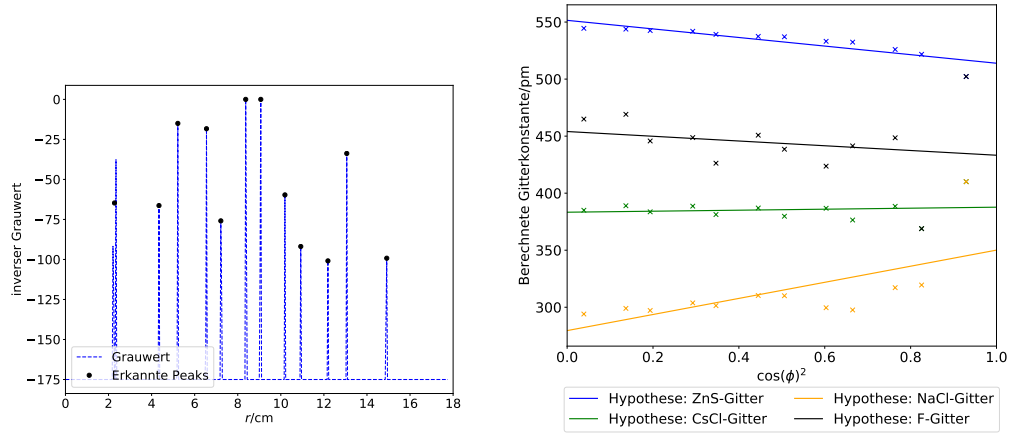 0
−25
−50
−75
−100
−125
−150
−175
inverser Grauwert
Grauwert
Erkannte Peaks
0 2 4 6 8 10 12 14 16 18
r/cm
550
500
450
400
350
300
Berechnete Gitterkonstante/pm
0.0 0.2 0.4 0.6 0.8 1.0
cos(ϕ)²
Hypothese: ZnS-Gitter
Hypothese: CsCl-Gitter
Hypothese: NaCl-Gitter
Hypothese: F-Gitter